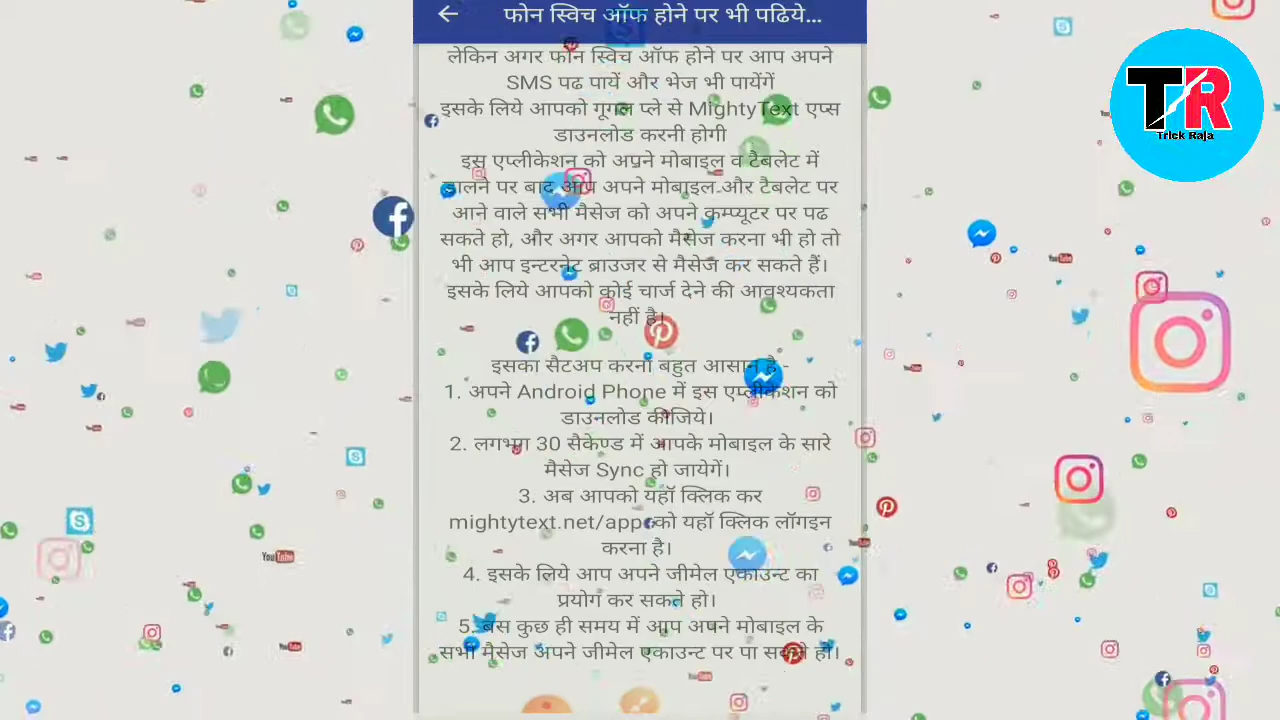 फोन स्विच ऑफ होने पर भी पढिये...
TR
Trick Raja
लेकिन अगर फोन स्विच ऑफ होने पर आप अपने
SMS पढ पायें और भेज भी पायेंगें
इसके लिये आपको गूगल प्ले से MightyText एप्स
डाउनलोड करनी होगी
इस एप्लीकेशन को अपने मोबाइल व टैबलेट में
डालने पर बाद आप अपने मोबाइल और टैबलेट पर
आने वाले सभी मैसेज को अपने कम्प्यूटर पर पढ
सकते हो, और अगर आपको मैसेज करना भी हो तो
भी आप इन्टरनेट ब्राउजर से मैसेज कर सकते हैं।
इसके लिये आपको कोई चार्ज देने की आवश्यकता
नहीं है।
इसका सैटअप करना बहुत आसान है -
1. अपने Android Phone में इस एप्लीकेशन को
डाउनलोड कीजिये।
2. लगभग 30 सैकेण्ड में आपके मोबाइल के सारे
मैसेज Sync हो जायेगें।
3. अब आपको यहॉ क्लिक कर
mightytext.net/app को यहॉ क्लिक लॉगइन
करना है।
4. इसके लिये आप अपने जीमेल एकाउन्ट का
प्रयोग कर सकते हो।
5. बस कुछ ही समय में आप अपने मोबाइल के
सभी मैसेज अपने जीमेल एकाउन्ट पर पा सकते हो।